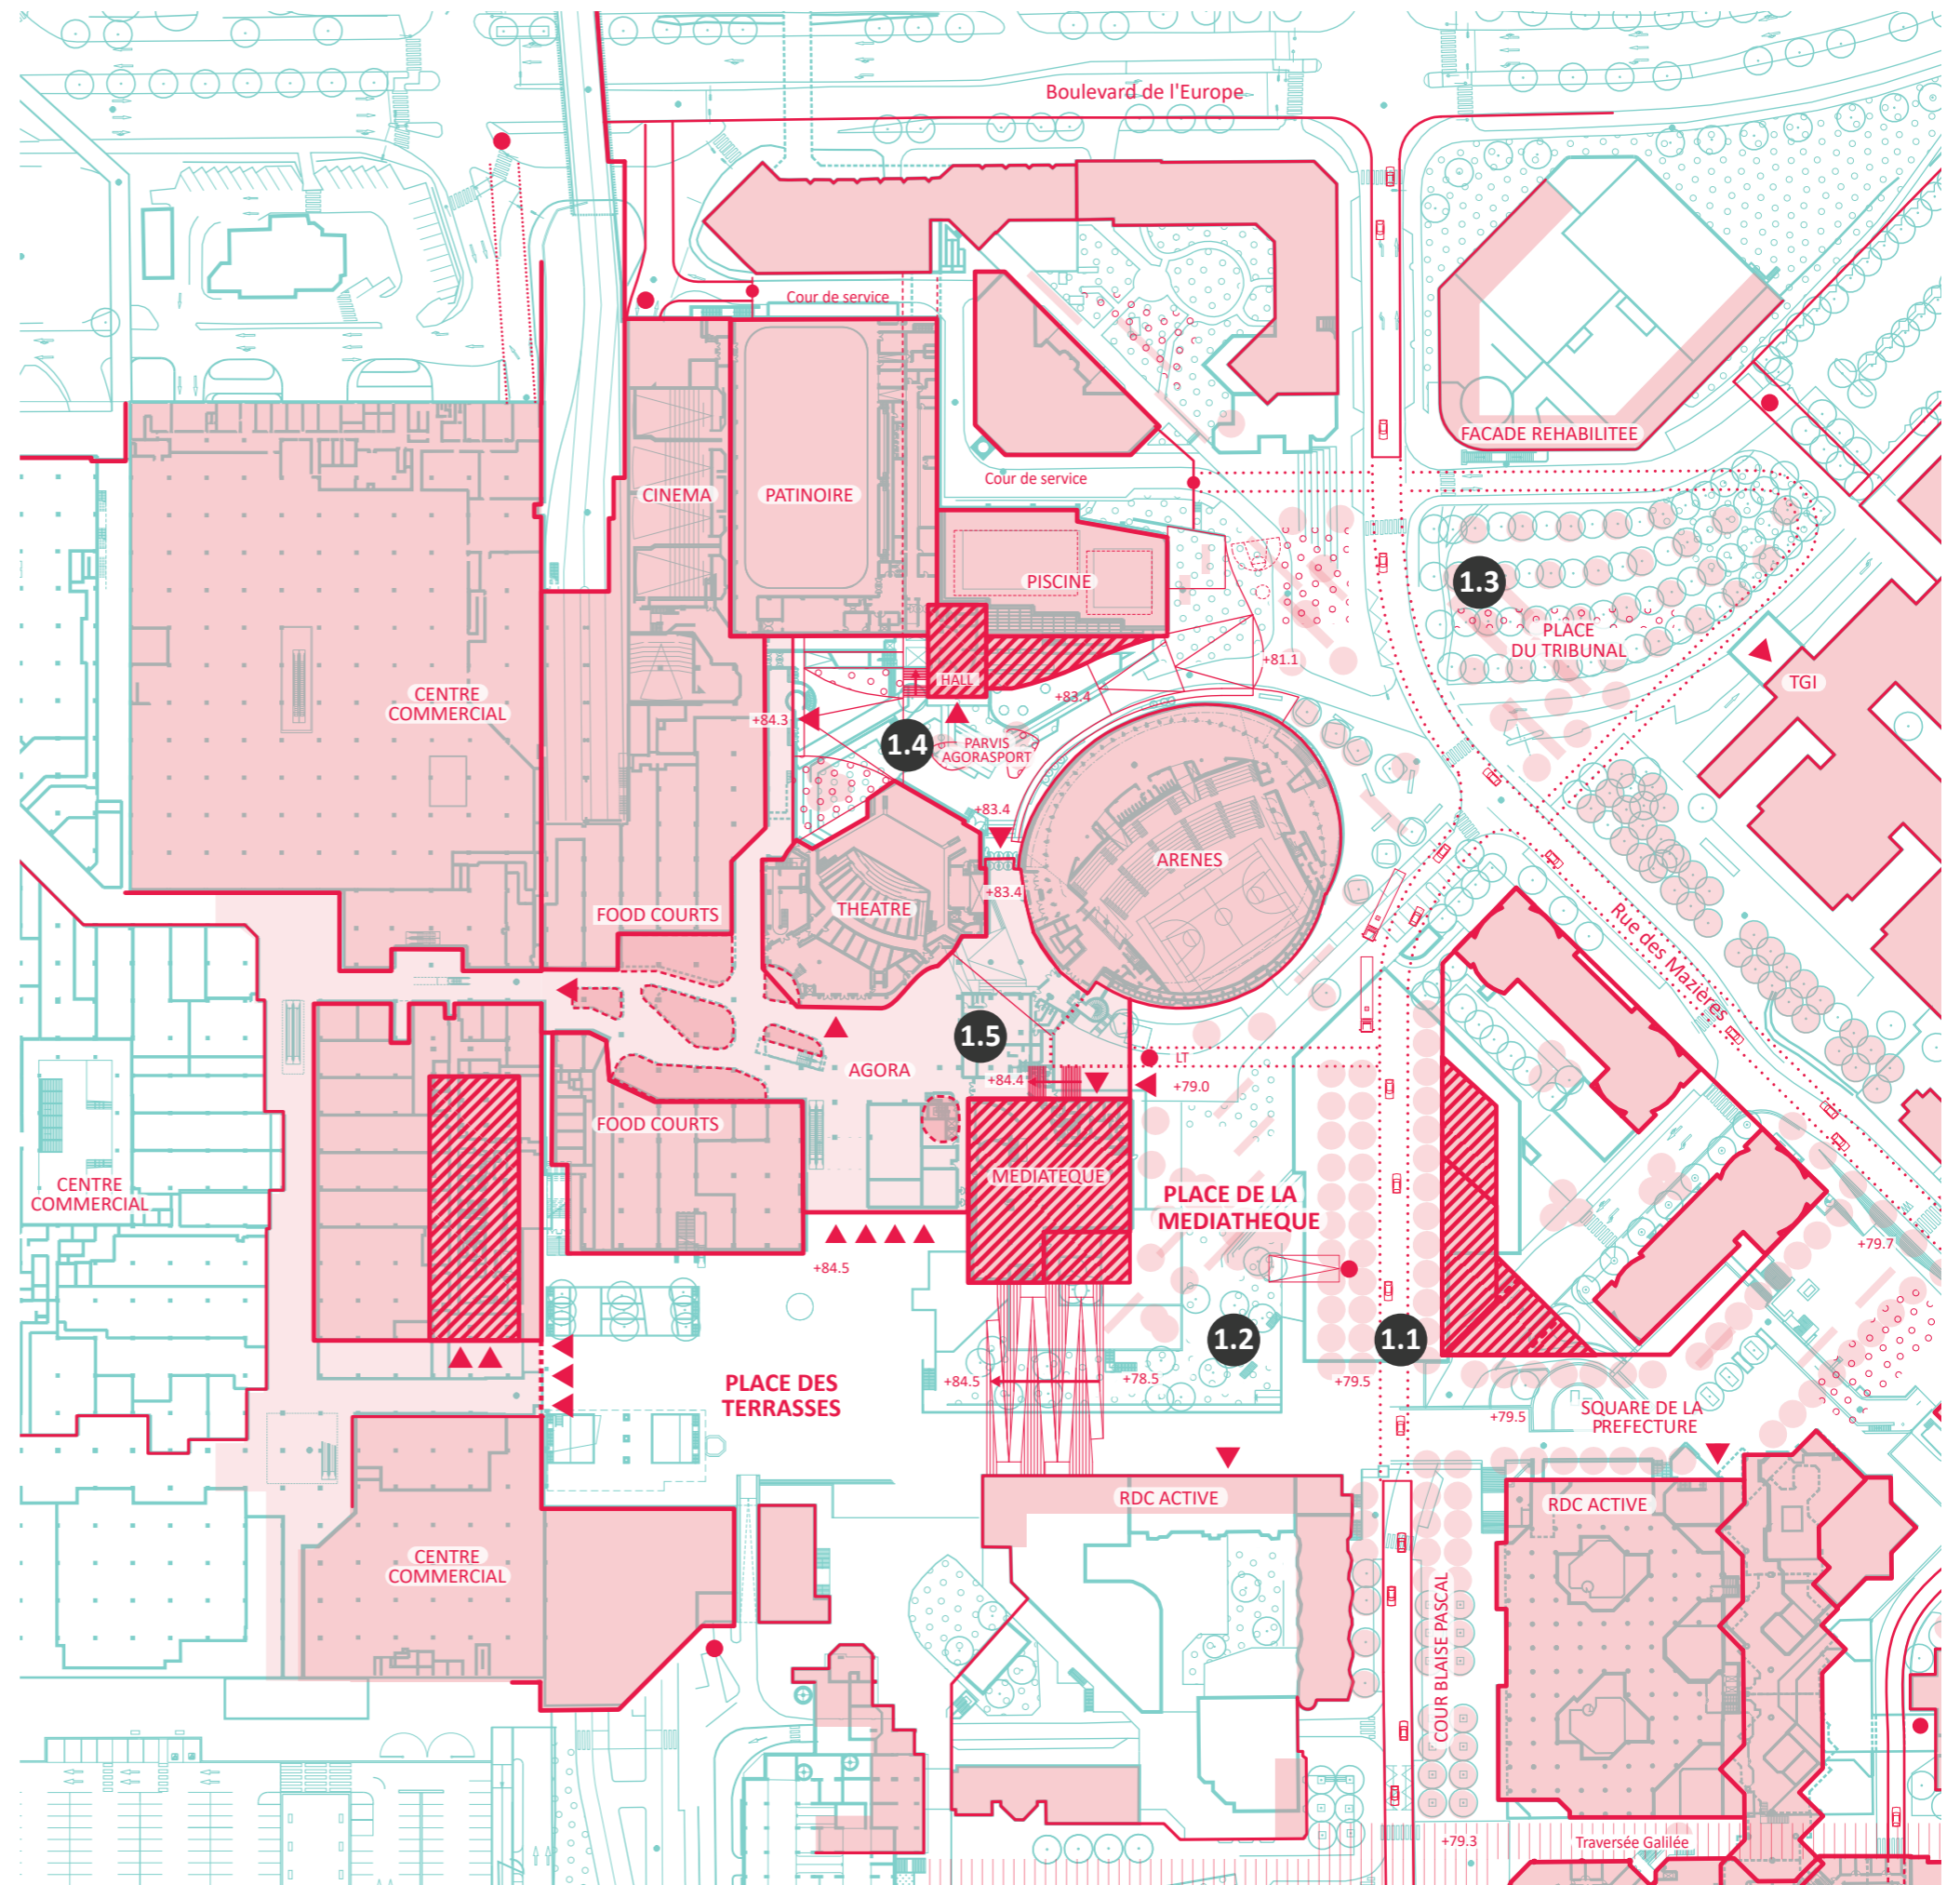 Boulevard de l'Europe
Cour de service
FACADE REHABILITEE
Cour de service
CINEMA
PATINOIRE
PISCINE
1.3
PLACE
DU TRIBUNAL
+81.1
HALL
TGI
CENTRE
COMMERCIAL
+83.4
+84.3
1.4
PARVIS
AGORASPORT
+83.4
ARENES
+83.4
THEATRE
FOOD COURTS
Rue des Mazières
1.5
LT
AGORA
+84.4
+79.0
FOOD COURTS
MEDIATEQUE
CENTRE
COMMERCIAL
PLACE DE LA
MEDIATHEQUE
+79.7
+84.5
1.2
1.1
PLACE DES
TERRASSES
+84.5
+78.5
+79.5
SQUARE DE LA
PREFECTURE
+79.5
RDC ACTIVE
RDC ACTIVE
CENTRE
COMMERCIAL
COUR BLAISE PASCAL
+79.3
Traversée Galilée